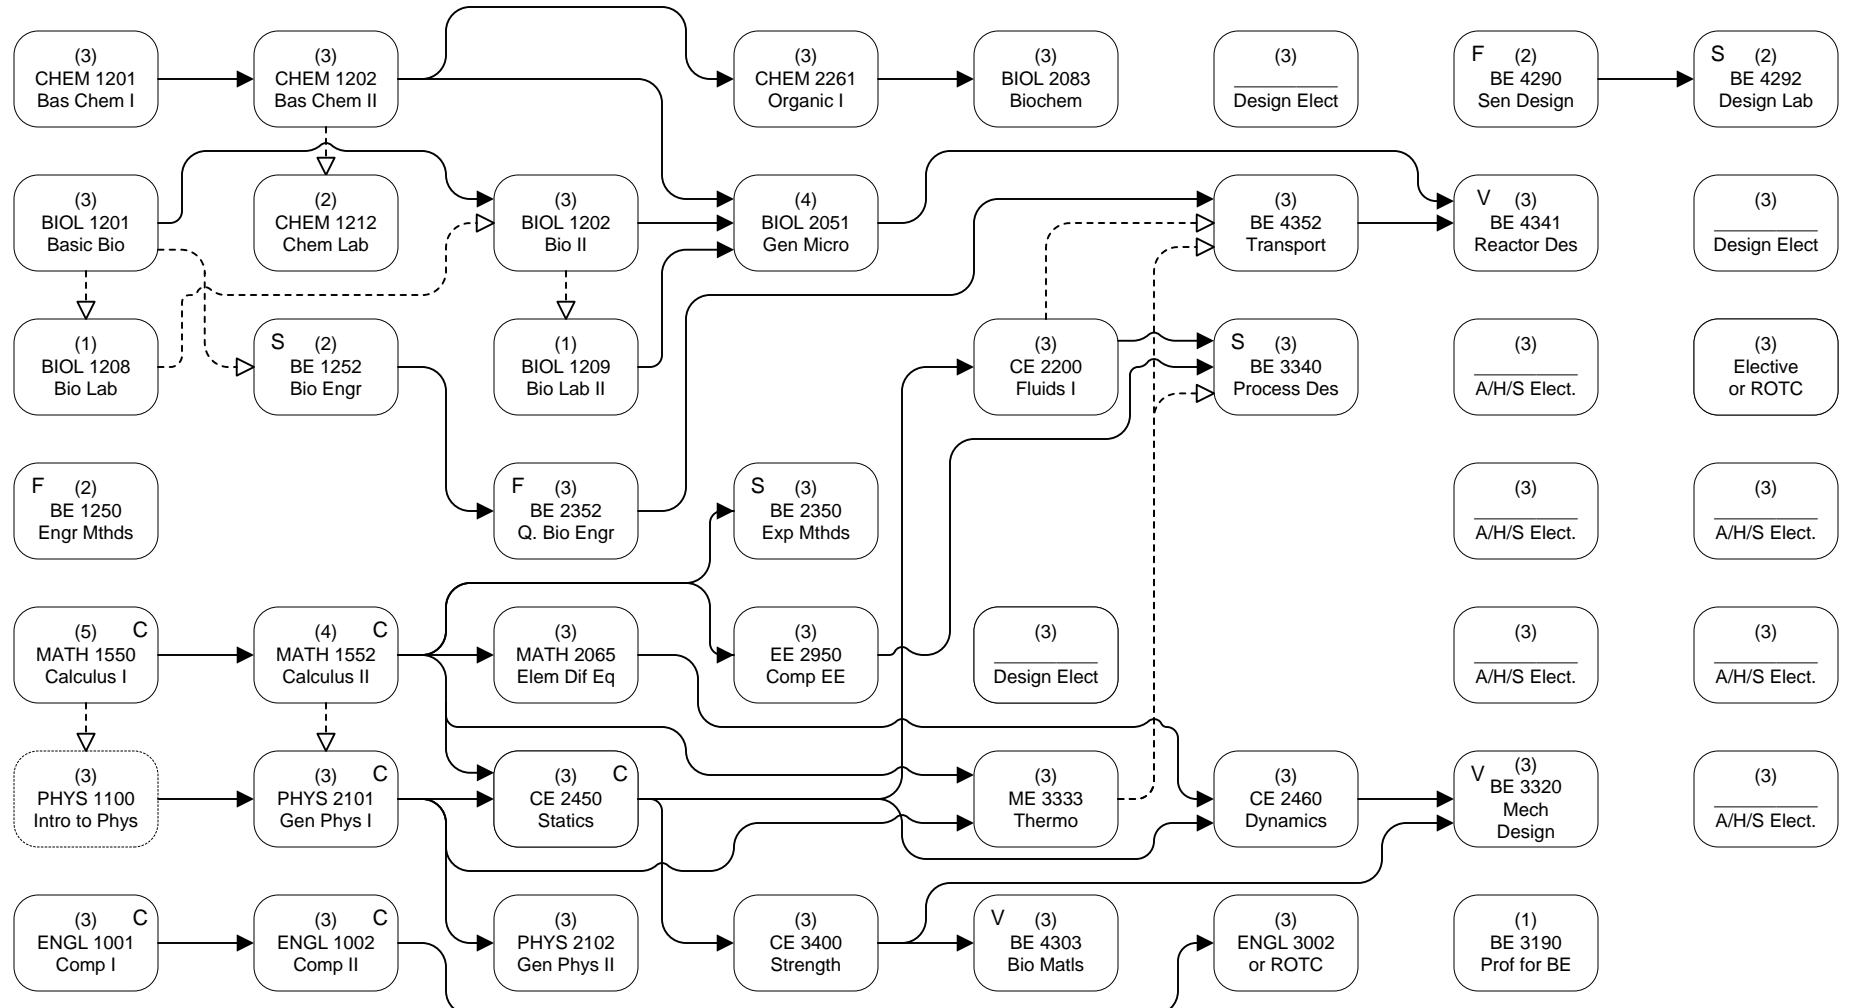 (3)
CHEM 1201
Bas Chem I
(3)
CHEM 1202
Bas Chem II
(3)
CHEM 2261
Organic I
(3)
BIOL 2083
Biochem
(3)
Design Elect
F (2)
BE 4290
Sen Design
S (2)
BE 4292
Design Lab
(3)
BIOL 1201
Basic Bio
(2)
CHEM 1212
Chem Lab
(3)
BIOL 1202
Bio II
(4)
BIOL 2051
Gen Micro
(3)
BE 4352
Transport
V (3)
BE 4341
Reactor Des
(3)
Design Elect
(1)
BIOL 1208
Bio Lab
S (2)
BE 1252
Bio Engr
(1)
BIOL 1209
Bio Lab II
(3)
CE 2200
Fluids I
S (3)
BE 3340
Process Des
(3)
A/H/S Elect.
(3)
Elective
or ROTC
F (2)
BE 1250
Engr Mthds
F (3)
BE 2352
Q. Bio Engr
S (3)
BE 2350
Exp Mthds
(3)
A/H/S Elect.
(3)
A/H/S Elect.
(5) C
MATH 1550
Calculus I
(4) C
MATH 1552
Calculus II
(3)
MATH 2065
Elem Dif Eq
(3)
EE 2950
Comp EE
(3)
Design Elect
(3)
A/H/S Elect.
(3)
A/H/S Elect.
(3)
PHYS 1100
Intro to Phys
(3) C
PHYS 2101
Gen Phys I
(3) C
CE 2450
Statics
(3)
ME 3333
Thermo
(3)
CE 2460
Dynamics
V (3)
BE 3320
Mech
Design
(3)
A/H/S Elect.
(3) C
ENGL 1001
Comp I
(3) C
ENGL 1002
Comp II
(3)
PHYS 2102
Gen Phys II
(3)
CE 3400
Strength
V (3)
BE 4303
Bio Matls
(3)
ENGL 3002
or ROTC
(1)
BE 3190
Prof for BE